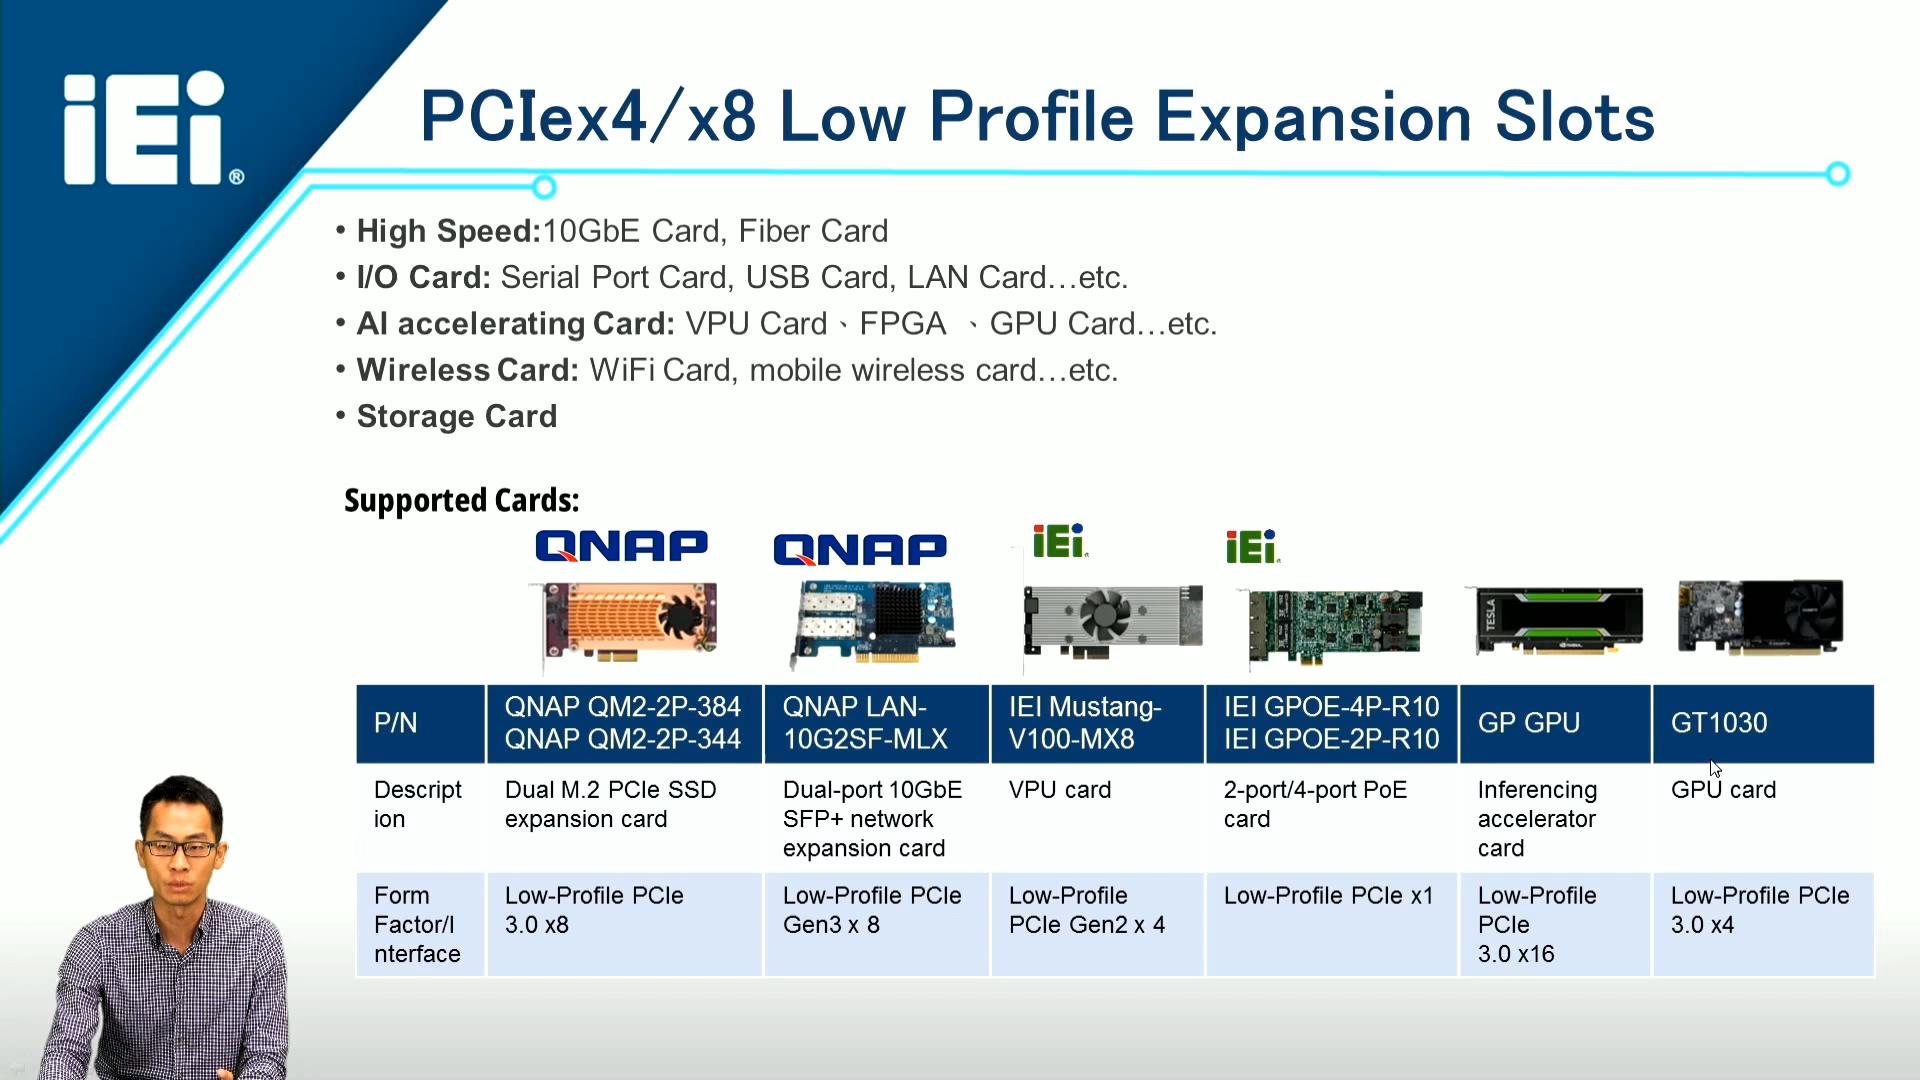 iEi®
PCIex4/x8 Low Profile Expansion Slots
• High Speed:10GbE Card, Fiber Card
• I/O Card: Serial Port Card, USB Card, LAN Card…etc.
• AI accelerating Card: VPU Card、FPGA 、GPU Card…etc.
• Wireless Card: WiFi Card, mobile wireless card…etc.
• Storage Card
Supported Cards:
QNAP
QNAP
iEi
iEi
TESLA
P/N
QNAP QM2-2P-384
QNAP QM2-2P-344
QNAP LAN-
10G2SF-MLX
IEI Mustang-
V100-MX8
IEI GPOE-4P-R10
IEI GPOE-2P-R10
GP GPU
GT1030
Descript
ion
Dual M.2 PCIe SSD
expansion card
Dual-port 10GbE
SFP+ network
expansion card
VPU card
2-port/4-port PoE
card
Inferencing
accelerator
card
GPU card
Form
Factor/I
nterface
Low-Profile PCIe
3.0 x8
Low-Profile PCIe
Gen3 x 8
Low-Profile
PCIe Gen2 x 4
Low-Profile PCIe x1
Low-Profile
PCIe
3.0 x16
Low-Profile PCIe
3.0 x4